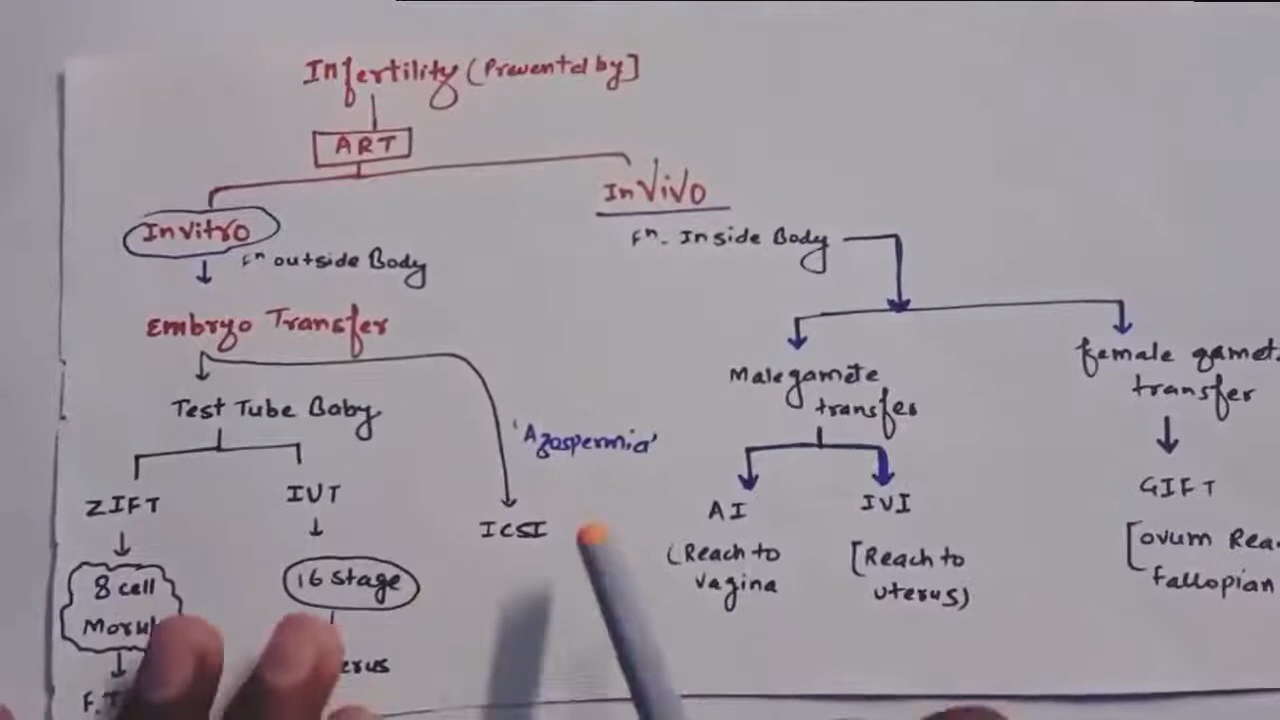 Infertility (Prevented by]
ART
Invitro
InVivo
Fn outside Body
Fn. Inside Body
Embryo Transfer
Test Tube Baby
'Azospermia'
Male gamete
transfer
female gamet
transfer
ZIFT
IUT
ICSI
AI
IUI
GIFT
8 cell
Moru
16 stage
(Reach to
vagina
[Reach to
uterus)
[ovum Rea
fallopian
F.T
erus